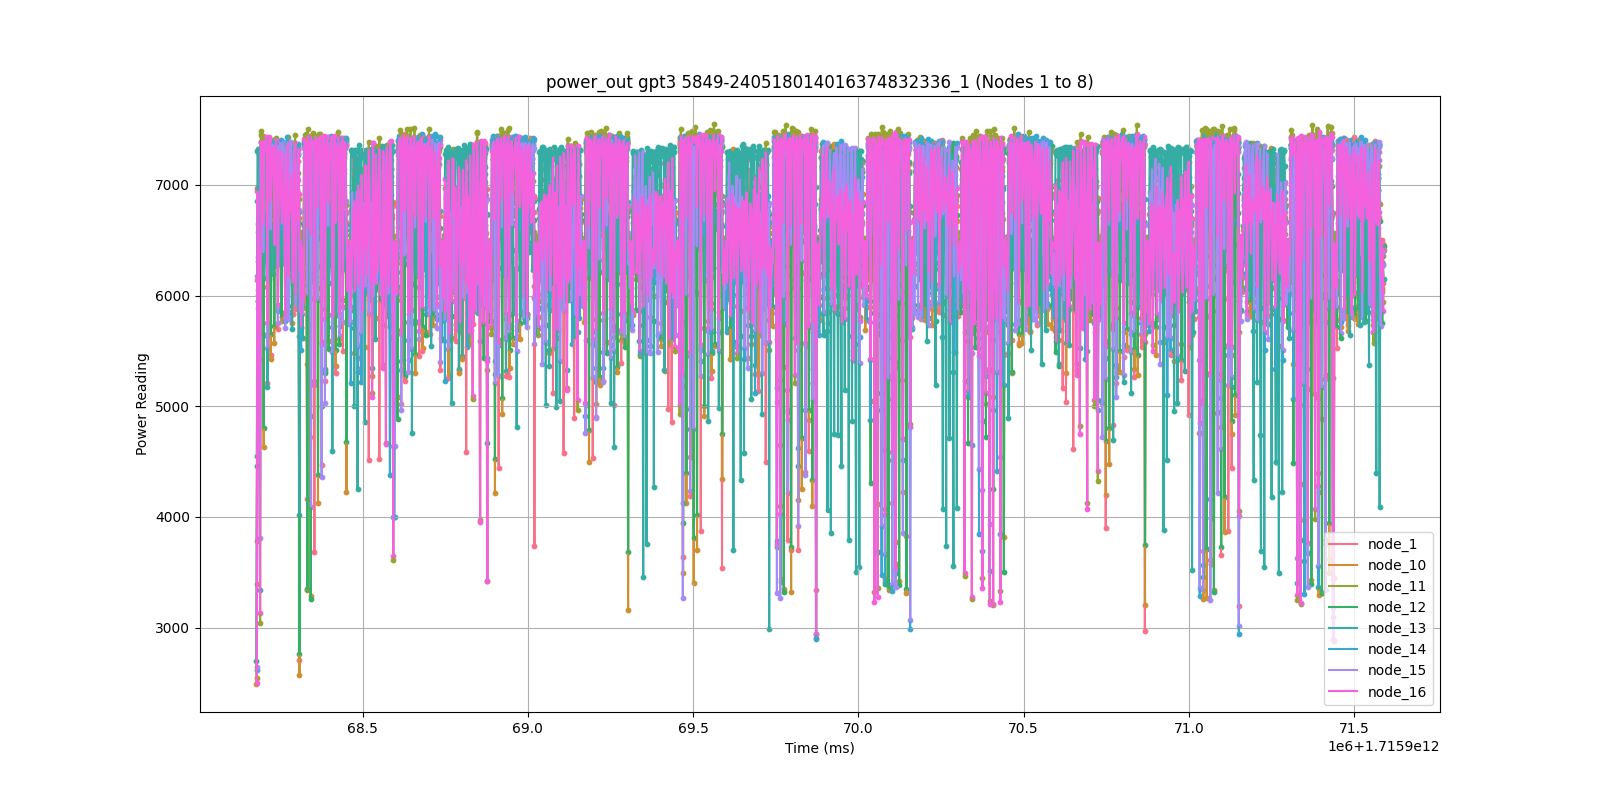 power_out gpt3 5849-240518014016374832336_1 (Nodes 1 to 8)
Power Reading
7000
6000
5000
4000
3000
node_1
node_10
node_11
node_12
node_13
node_14
node_15
node_16
68.5
69.0
69.5
70.0
70.5
71.0
71.5
Time (ms)
1e6+1.7159e12